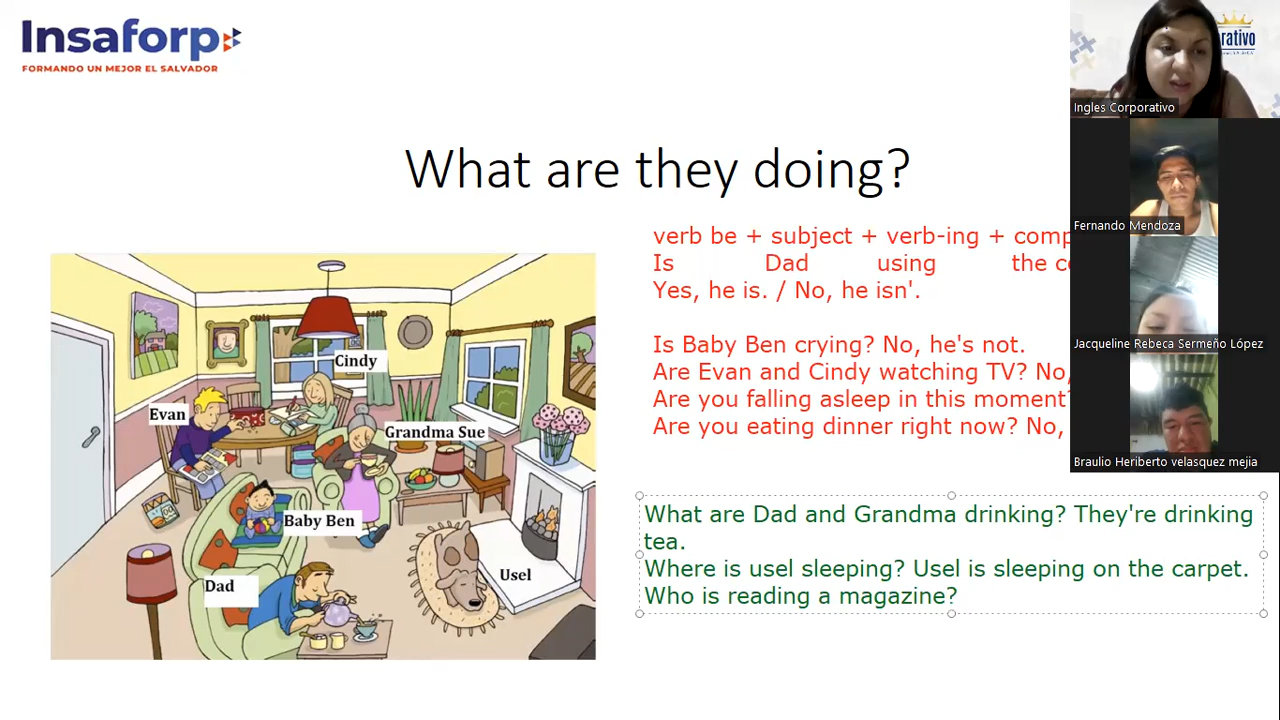 Insaforp
FORMANDO UN MEJOR EL SALVADOR
rativo
Ingles Corporativo
Fernando Mendoza
Jacqueline Rebeca Sermeño López
Braulio Heriberto velasquez mejia
What are they doing?
verb be + subject + verb-ing + comp
Is Dad using the c
Yes, he is. / No, he isn'.
Is Baby Ben crying? No, he's not.
Are Evan and Cindy watching TV? No,
Are you falling asleep in this moment?
Are you eating dinner right now? No,
What are Dad and Grandma drinking? They're drinking
tea.
Where is usel sleeping? Usel is sleeping on the carpet.
Who is reading a magazine?
Cindy
Evan
Grandma Sue
Baby Ben
Usel
Dad